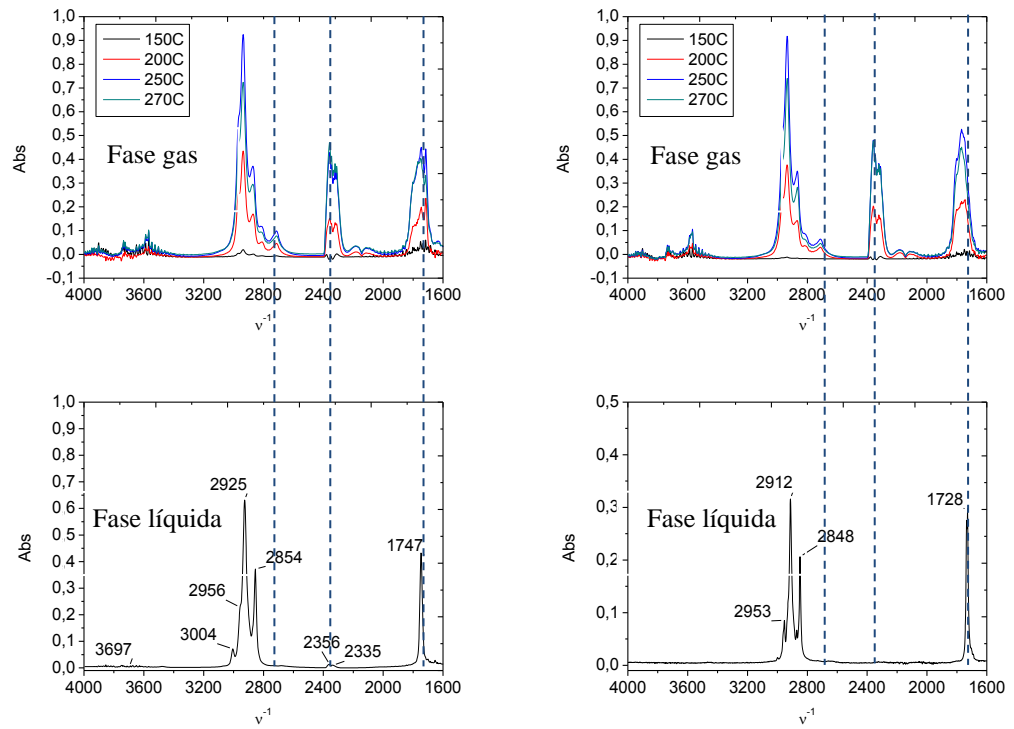 1,0
0,9
0,8
0,7
0,6
0,5
0,4
0,3
0,2
0,1
0,0
-0,1
Abs
150C
200C
250C
270C
Fase gas
4000 3600 3200 2800 2400 2000 1600
ν-1
1,0
0,9
0,8
0,7
0,6
0,5
0,4
0,3
0,2
0,1
0,0
-0,1
Abs
150C
200C
250C
270C
Fase gas
4000 3600 3200 2800 2400 2000 1600
ν-1
1,0
0,9
0,8
0,7
0,6
0,5
0,4
0,3
0,2
0,1
0,0
Abs
2925
Fase líquida
2854
1747
2956
3004
3697
2356
2335
4000 3600 3200 2800 2400 2000 1600
ν-1
0,5
0,4
0,3
0,2
0,1
0,0
Abs
2912
1728
Fase líquida
2848
2953
4000 3600 3200 2800 2400 2000 1600
ν-1